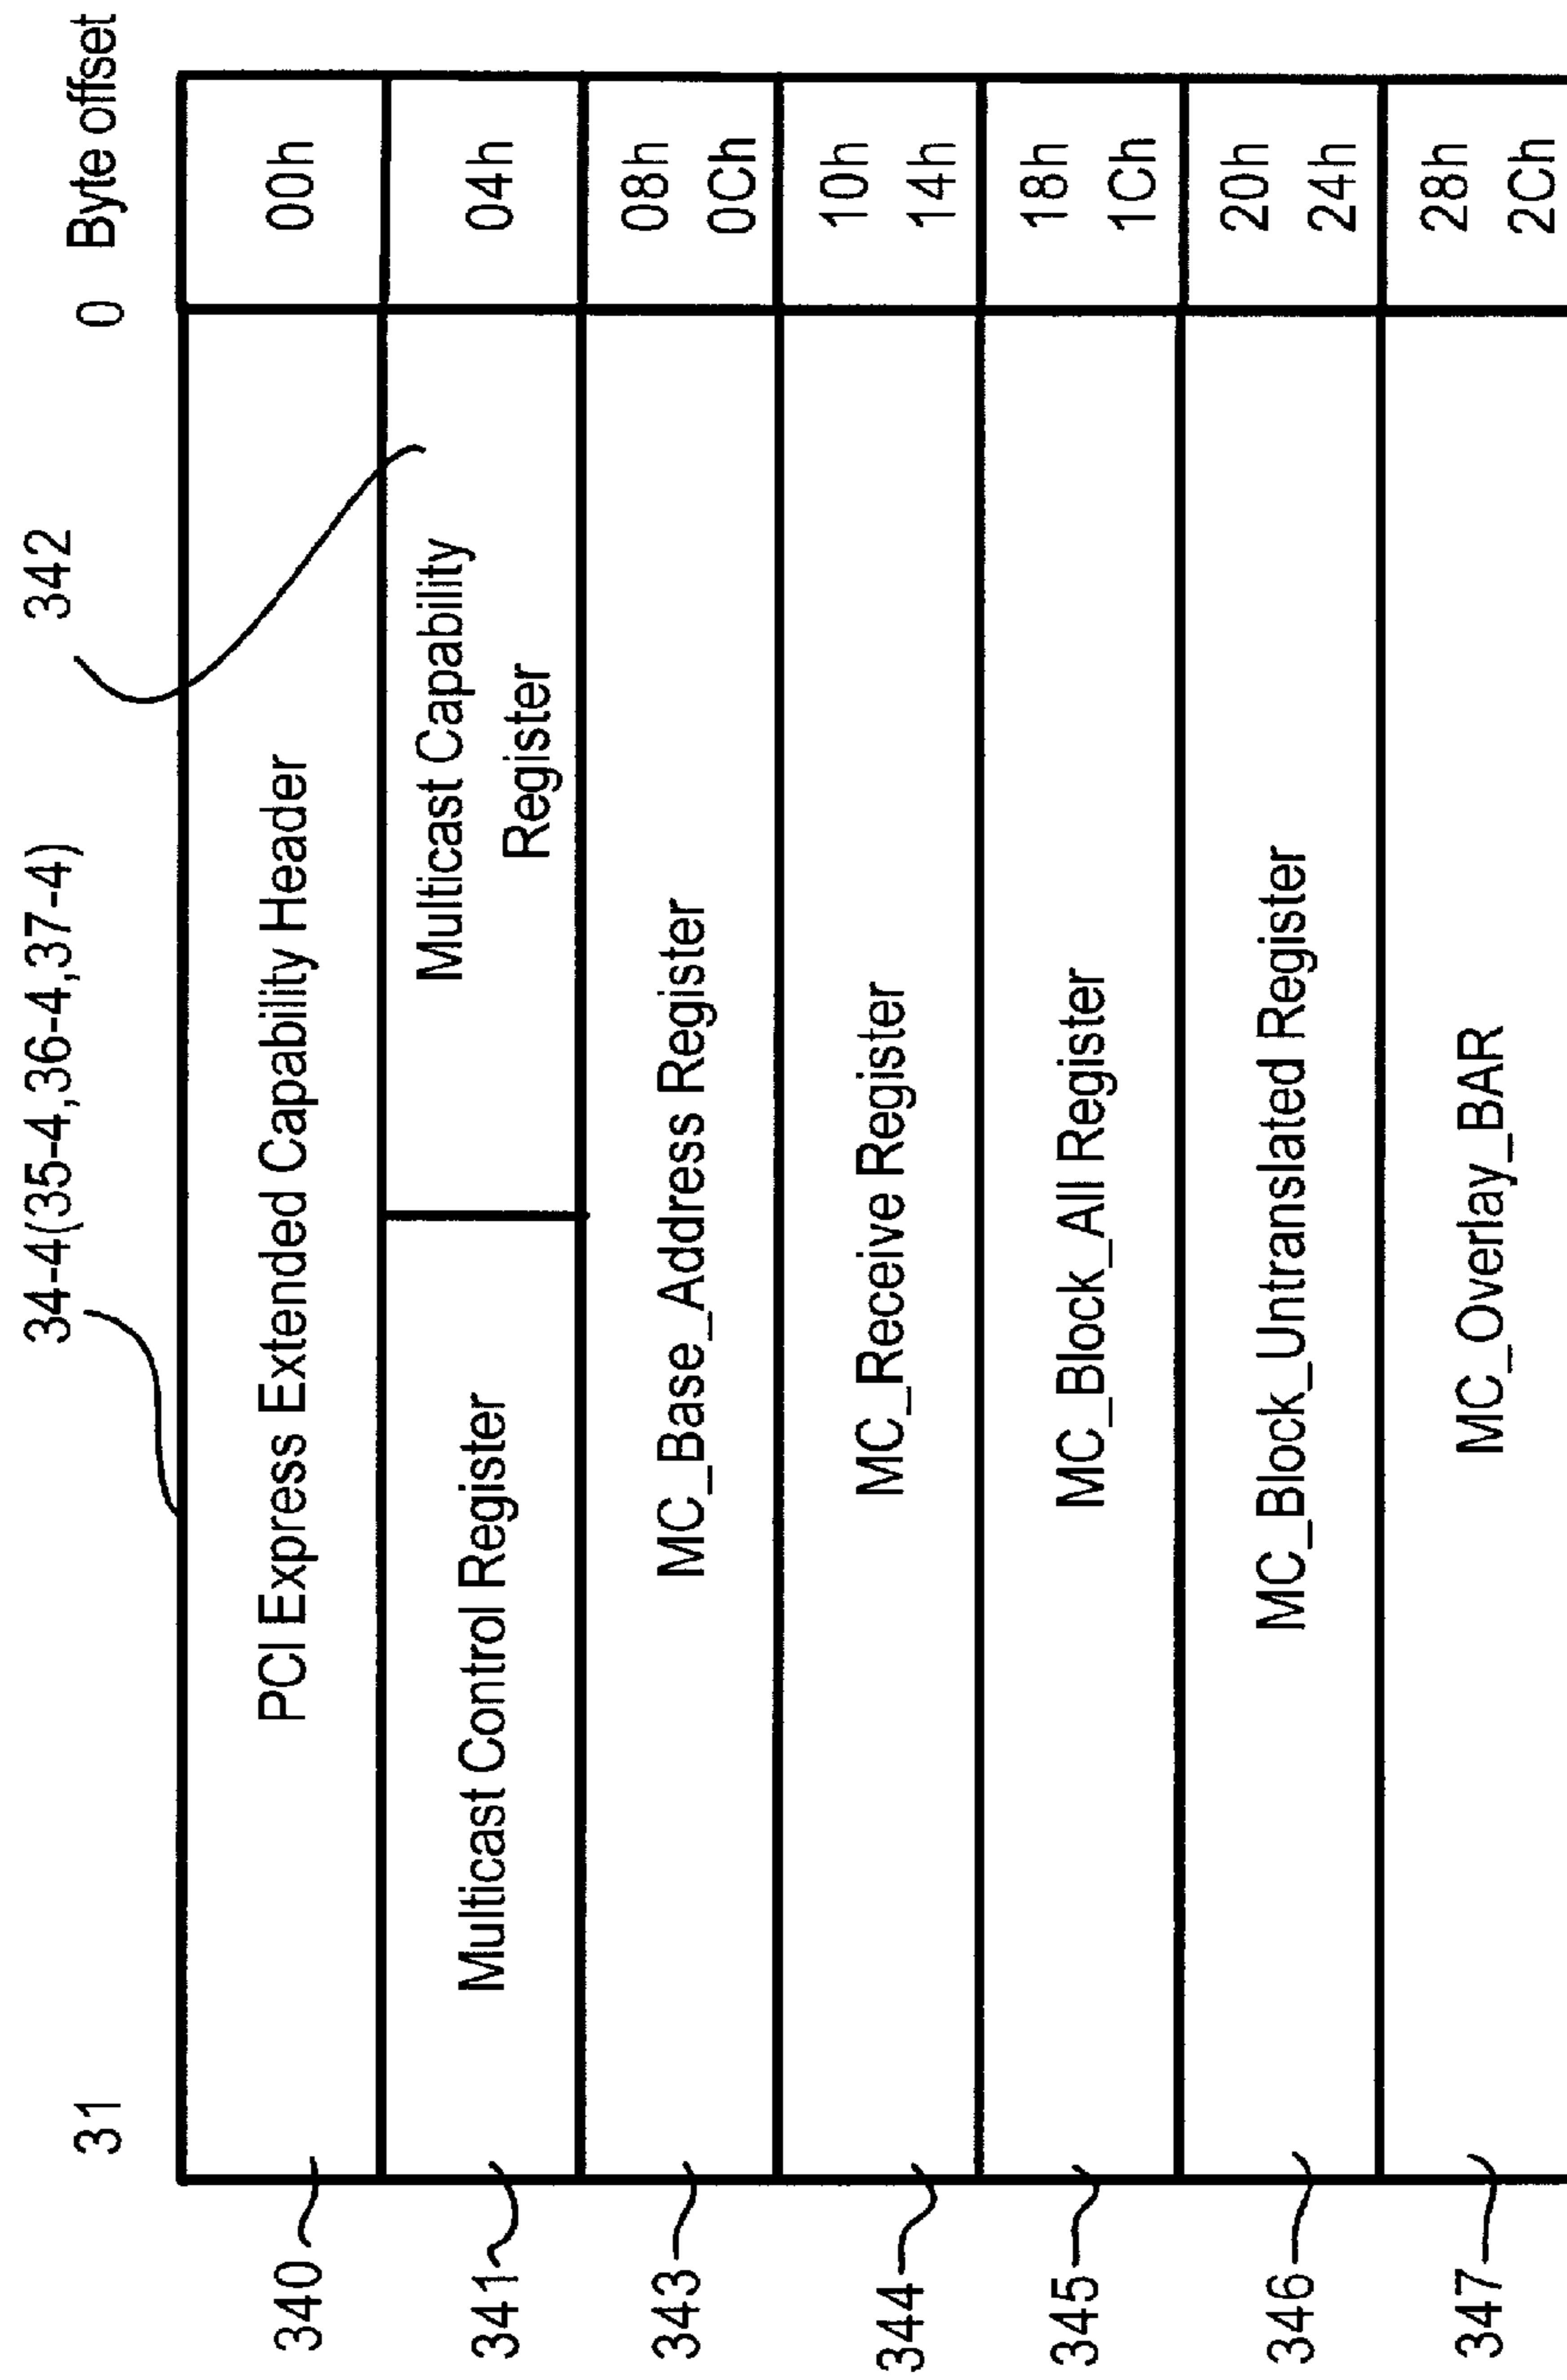 34-4(35-4,36-4,37-4)
342
31
0
Byte offset
340
PCI Express Extended Capability Header
00h
341
Multicast Control Register
Multicast Capability
Register
04h
343
MC_Base_Address Register
08h
0Ch
344
MC_Receive Register
10h
14h
345
MC_Block_All Register
18h
1Ch
346
MC_Block_Untranslated Register
20h
24h
347
MC_Overlay_BAR
28h
2Ch